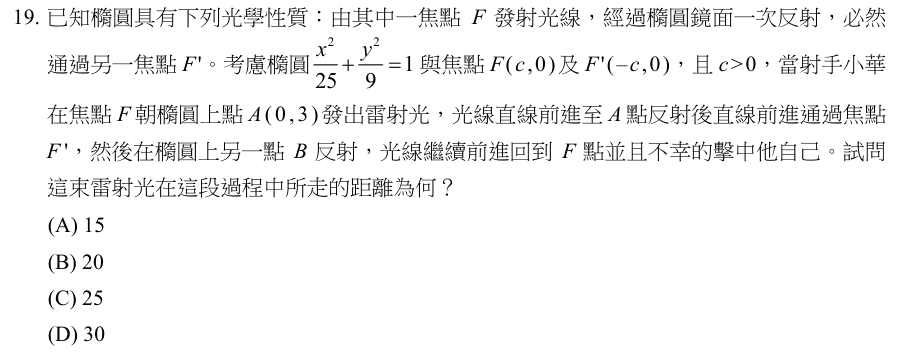 19. 已知橢圓具有下列光學性質：由其中一焦點 F 發射光線，經過橢圓鏡面一次反射，必然
通過另一焦點 F'。考慮橢圓 x²/25 + y²/9 = 1 與焦點 F(c,0) 及 F'(−c,0)，且 c>0，當射手小華
在焦點 F 朝橢圓上點 A(0,3) 發出雷射光，光線直線前進至 A 點反射後直線前進通過焦點
F'，然後在橢圓上另一點 B 反射，光線繼續前進回到 F 點並且不幸的擊中他自己。試問
這束雷射光在這段過程中所走的距離為何？
(A) 15
(B) 20
(C) 25
(D) 30